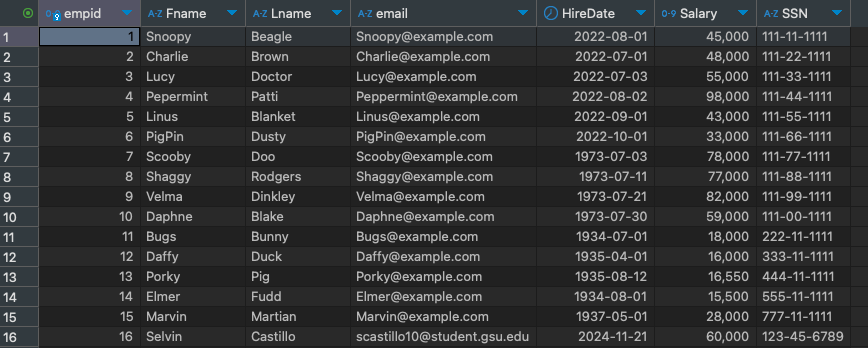 empid A-Z Fname A-Z Lname A-Z email HireDate 0-9 Salary A-Z SSN
1 1 Snoopy Beagle Snoopy@example.com 2022-08-01 45,000 111-11-1111
2 2 Charlie Brown Charlie@example.com 2022-07-01 48,000 111-22-1111
3 3 Lucy Doctor Lucy@example.com 2022-07-03 55,000 111-33-1111
4 4 Pepermint Patti Peppermint@example.com 2022-08-02 98,000 111-44-1111
5 5 Linus Blanket Linus@example.com 2022-09-01 43,000 111-55-1111
6 6 PigPin Dusty PigPin@example.com 2022-10-01 33,000 111-66-1111
7 7 Scooby Doo Scooby@example.com 1973-07-03 78,000 111-77-1111
8 8 Shaggy Rodgers Shaggy@example.com 1973-07-11 77,000 111-88-1111
9 9 Velma Dinkley Velma@example.com 1973-07-21 82,000 111-99-1111
10 10 Daphne Blake Daphne@example.com 1973-07-30 59,000 111-00-1111
11 11 Bugs Bunny Bugs@example.com 1934-07-01 18,000 222-11-1111
12 12 Daffy Duck Daffy@example.com 1935-04-01 16,000 333-11-1111
13 13 Porky Pig Porky@example.com 1935-08-12 16,550 444-11-1111
14 14 Elmer Fudd Elmer@example.com 1934-08-01 15,500 555-11-1111
15 15 Marvin Martian Marvin@example.com 1937-05-01 28,000 777-11-1111
16 16 Selvin Castillo scastillo10@student.gsu.edu 2024-11-21 60,000 123-45-6789